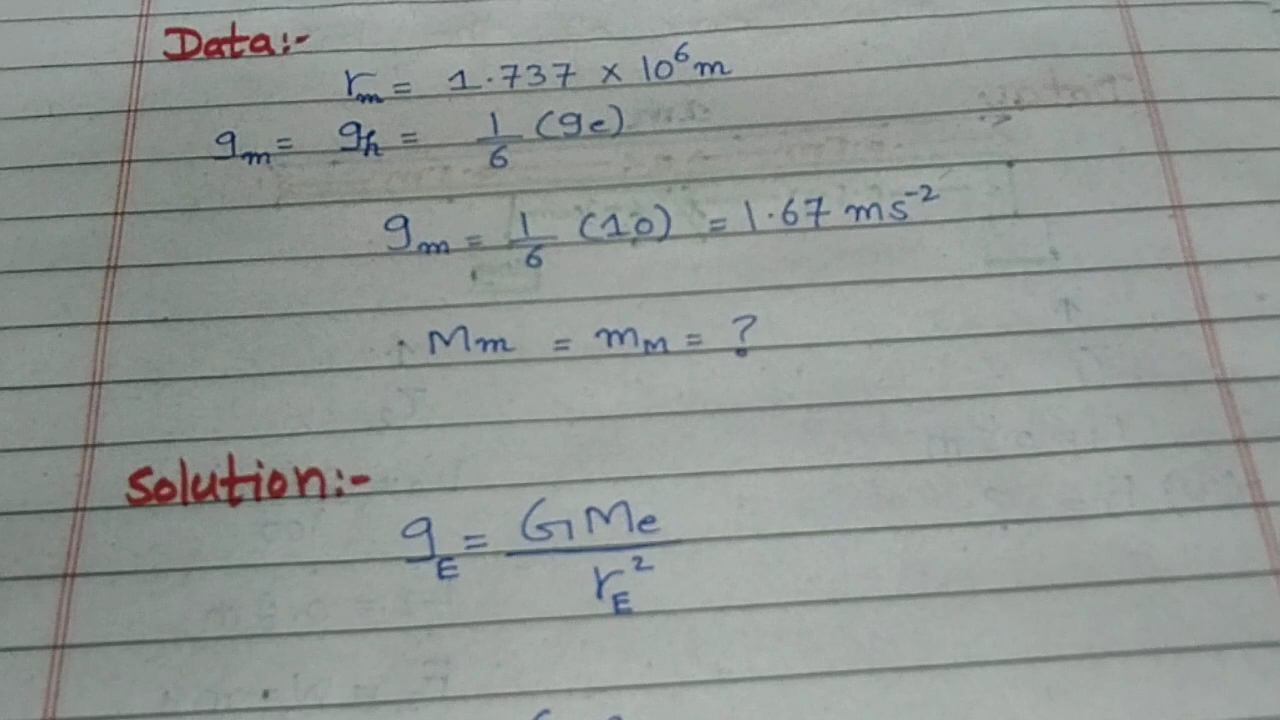 Data:-
rₘ = 1.737 × 10⁶ m
gₘ = gₕ = 1/6 (ge)
gₘ = 1/6 (10) = 1.67 ms⁻²
Mm = mM = ?
Solution:-
gE = GMe / rE²